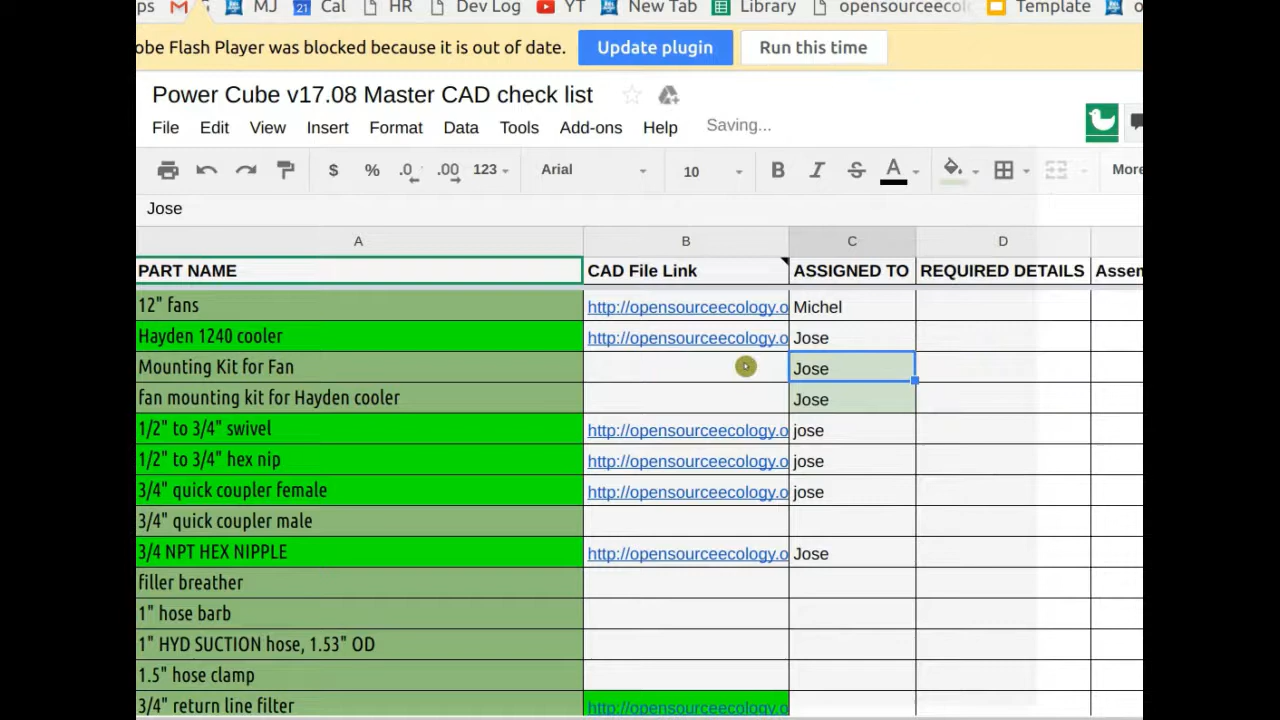 ps MJ 21 Cal HR Dev Log YT New Tab Library opensourceecol Template
obe Flash Player was blocked because it is out of date. Update plugin Run this time
Power Cube v17.08 Master CAD check list
File Edit View Insert Format Data Tools Add-ons Help Saving...
$ % .0 .00 123 Arial 10 B I S A More
Jose
A B C D
PART NAME CAD File Link ASSIGNED TO REQUIRED DETAILS Assem
12" fans http://opensourceecology.o Michel
Hayden 1240 cooler http://opensourceecology.o Jose
Mounting Kit for Fan Jose
fan mounting kit for Hayden cooler Jose
1/2" to 3/4" swivel http://opensourceecology.o jose
1/2" to 3/4" hex nip http://opensourceecology.o jose
3/4" quick coupler female http://opensourceecology.o jose
3/4" quick coupler male
3/4 NPT HEX NIPPLE http://opensourceecology.o Jose
filler breather
1" hose barb
1" HYD SUCTION hose, 1.53" OD
1.5" hose clamp
3/4" return line filter http://opensourceecology.o